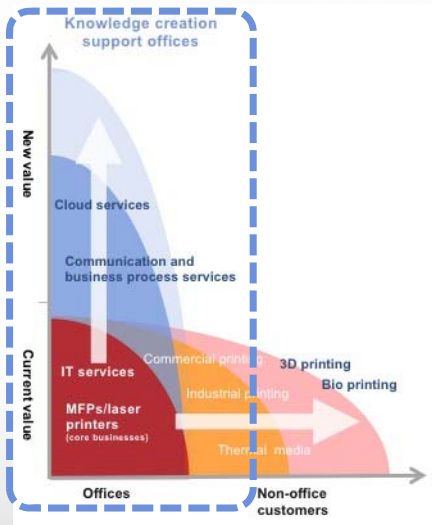 Knowledge creation
support offices
New value
Cloud services
Communication and
business process services
Current value
Commercial printing
3D printing
IT services
Bio printing
Industrial printing
MFPs/laser
printers
(core businesses)
Thermal media
Offices
Non-office
customers